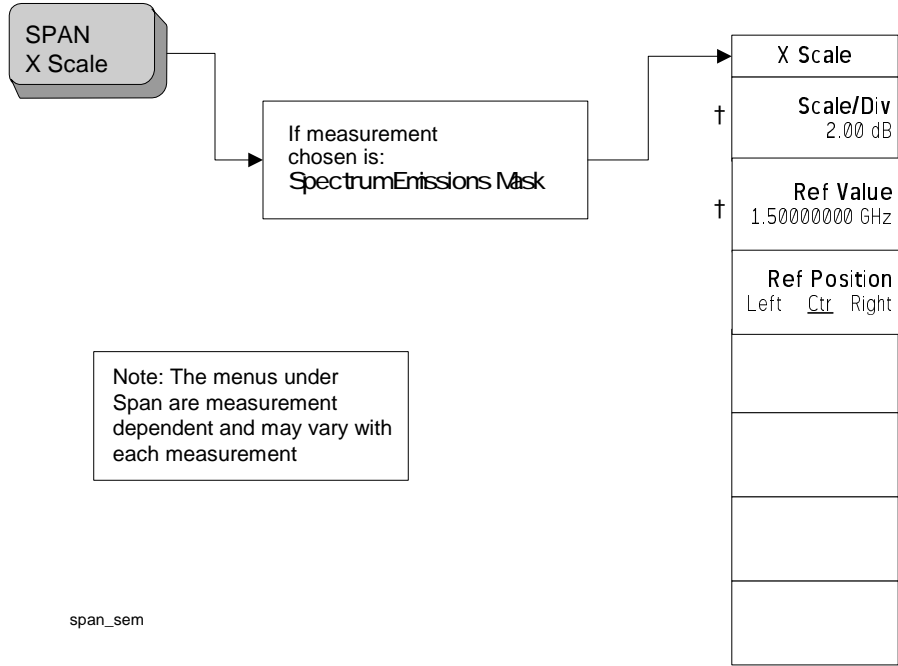 SPAN
X Scale
If measurement
chosen is:
Spectrum Emissions Mask
Note: The menus under
Span are measurement
dependent and may vary with
each measurement
span_sem
X Scale
† Scale/Div
2.00 dB
† Ref Value
1.50000000 GHz
Ref Position
Left Ctr Right